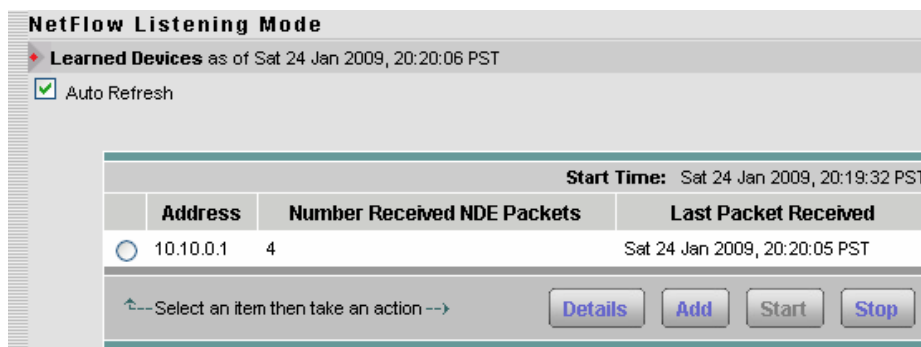 NetFlow Listening Mode
Learned Devices as of Sat 24 Jan 2009, 20:20:06 PST
Auto Refresh
Start Time: Sat 24 Jan 2009, 20:19:32 PST
Address Number Received NDE Packets Last Packet Received
10.10.0.1 4 Sat 24 Jan 2009, 20:20:05 PST
Select an item then take an action Details Add Start Stop